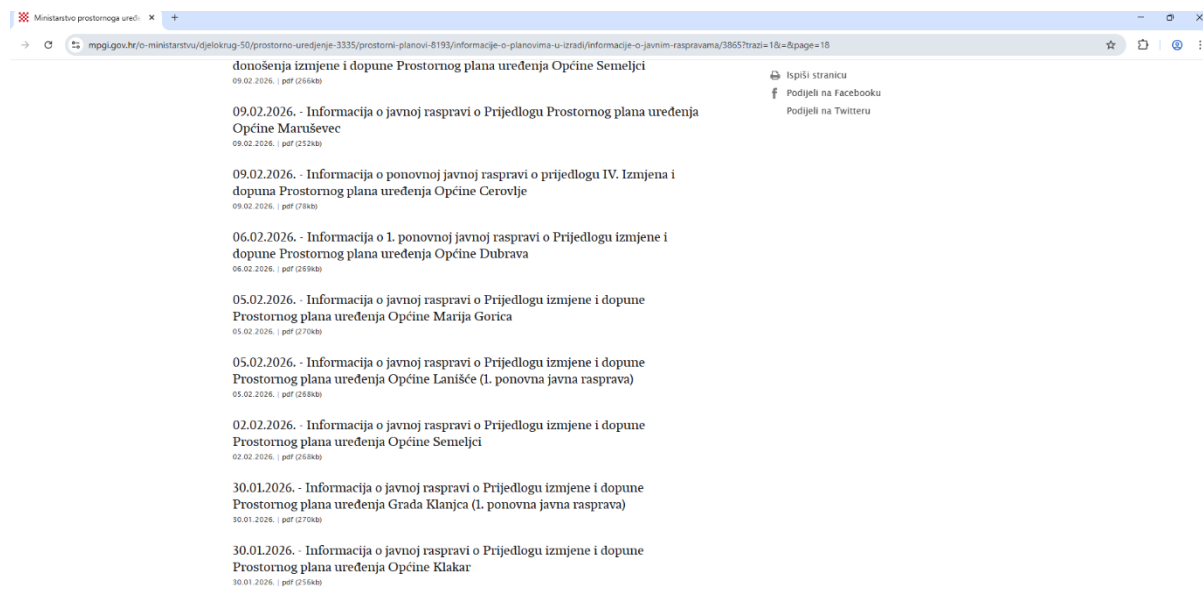 Ministarstvo prostornoga uređ
mpgi.gov.hr/o-ministarstvu/djelokrug-50/prostorno-uredjenje-3335/prostorni-planovi-8193/informacije-o-planovima-u-izradi/informacije-o-javnim-raspravama/3865?trazi=1&=&page=18
donošenja izmjene i dopune Prostornog plana uređenja Općine Semeljci
09.02.2026. | pdf (266kb)
09.02.2026. - Informacija o javnoj raspravi o Prijedlogu Prostornog plana uređenja
Općine Maruševec
09.02.2026. | pdf (252kb)
09.02.2026. - Informacija o ponovnoj javnoj raspravi o prijedlogu IV. Izmjena i
dopuna Prostornog plana uređenja Općine Cerovlje
09.02.2026. | pdf (78kb)
06.02.2026. - Informacija o 1. ponovnoj javnoj raspravi o Prijedlogu izmjene i
dopune Prostornog plana uređenja Općine Dubrava
06.02.2026. | pdf (269kb)
05.02.2026. - Informacija o javnoj raspravi o Prijedlogu izmjene i dopune
Prostornog plana uređenja Općine Marija Gorica
05.02.2026. | pdf (270kb)
05.02.2026. - Informacija o javnoj raspravi o Prijedlogu izmjene i dopune
Prostornog plana uređenja Općine Lanišće (1. ponovna javna rasprava)
05.02.2026. | pdf (268kb)
02.02.2026. - Informacija o javnoj raspravi o Prijedlogu izmjene i dopune
Prostornog plana uređenja Općine Semeljci
02.02.2026. | pdf (268kb)
30.01.2026. - Informacija o javnoj raspravi o Prijedlogu izmjene i dopune
Prostornog plana uređenja Grada Klanjca (1. ponovna javna rasprava)
30.01.2026. | pdf (270kb)
30.01.2026. - Informacija o javnoj raspravi o Prijedlogu izmjene i dopune
Prostornog plana uređenja Općine Klakar
30.01.2026. | pdf (256kb)
Ispiši stranicu
Podijeli na Facebooku
Podijeli na Twitteru